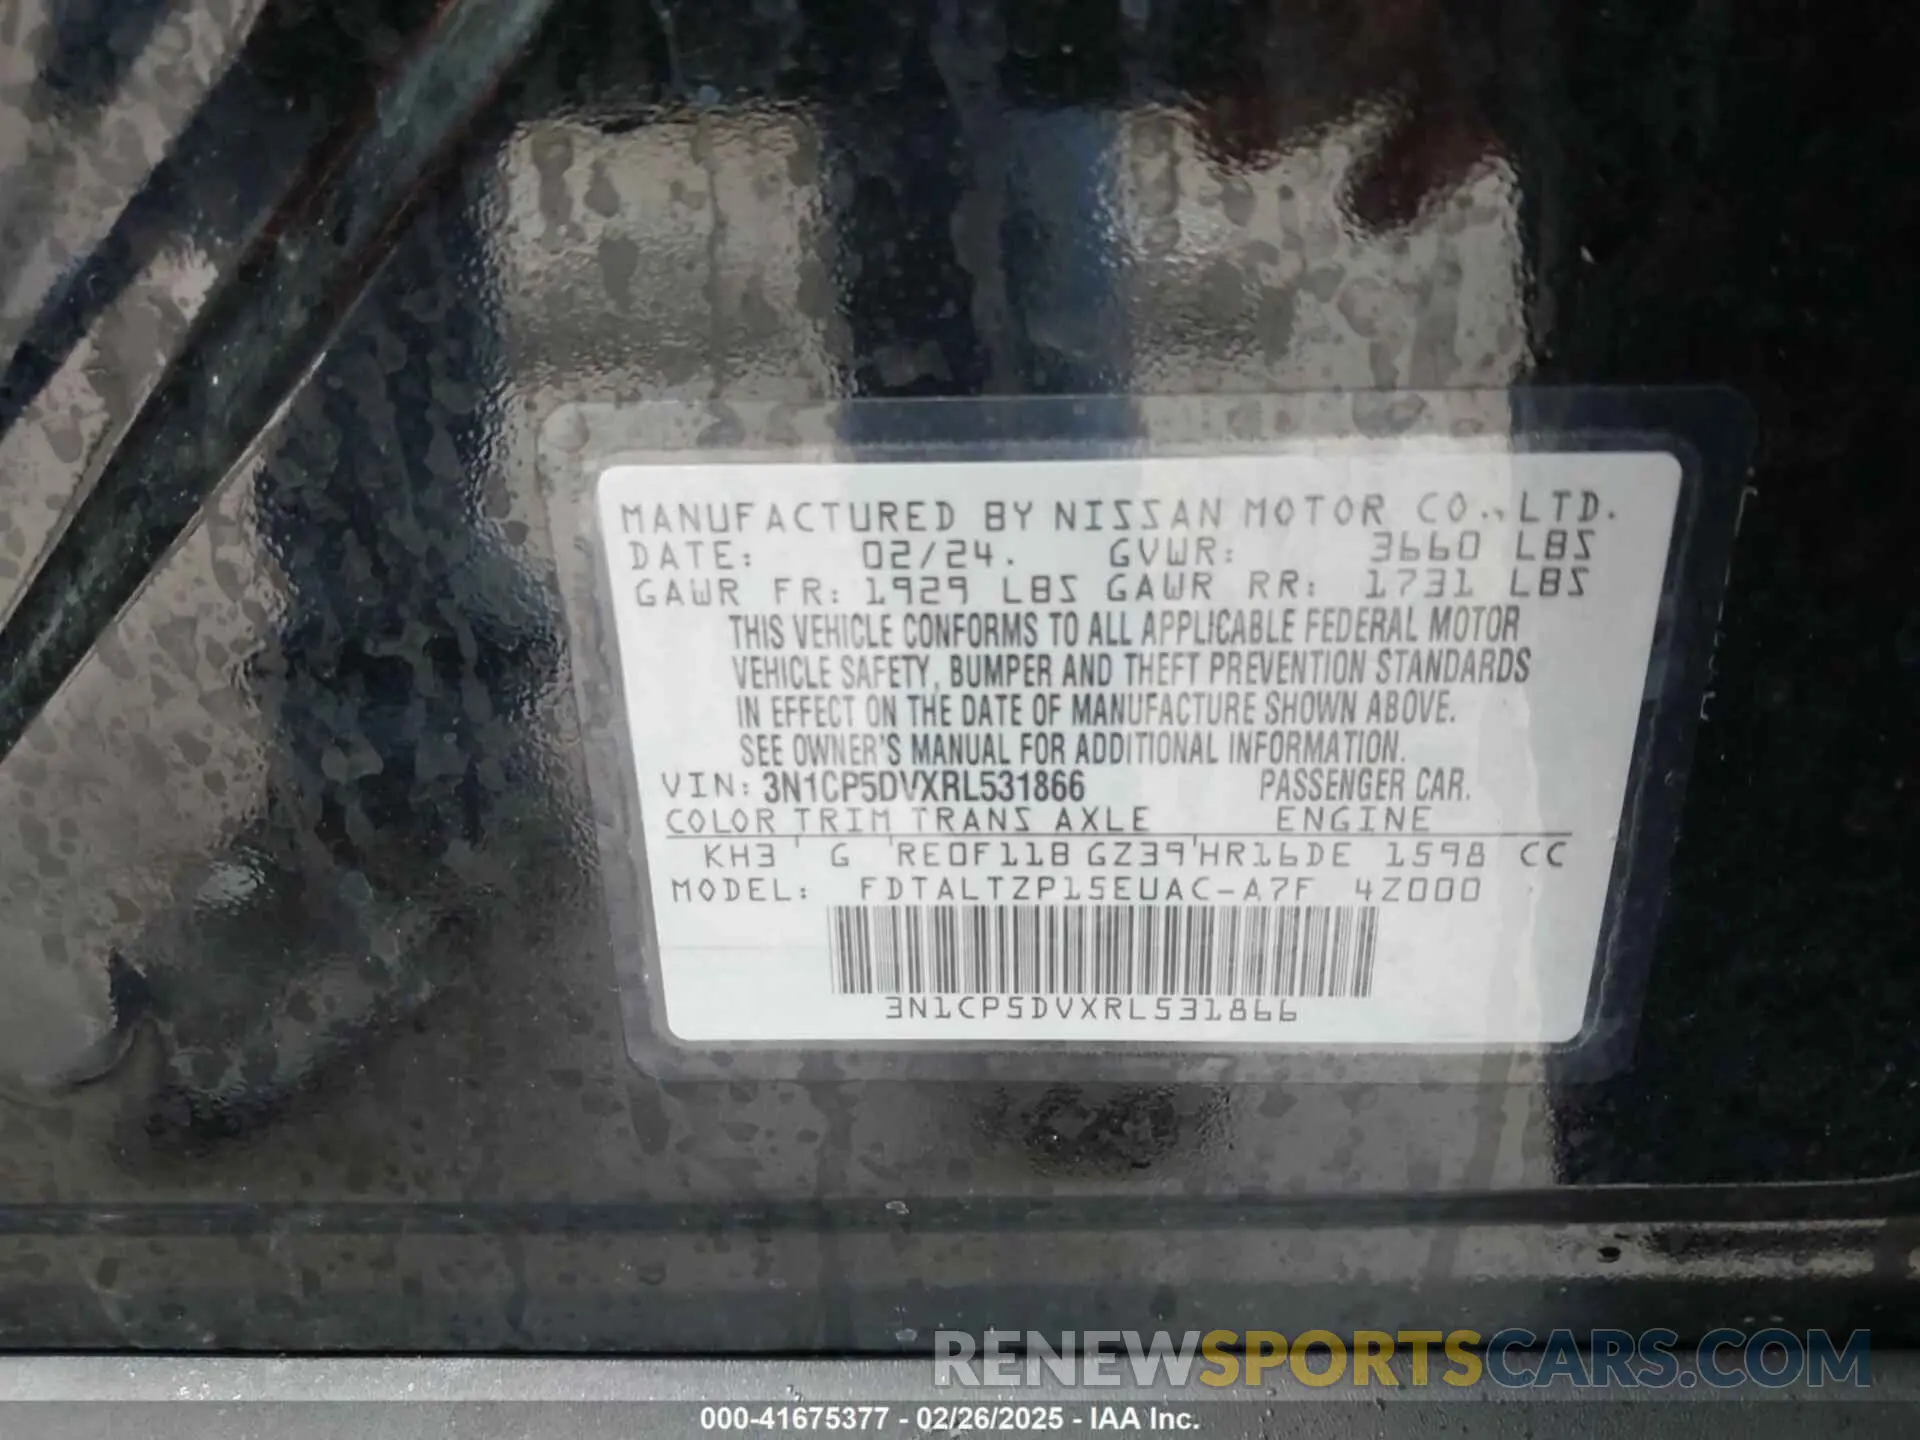 MANUFACTURED BY NISSAN MOTOR CO., LTD.
DATE: 02/24. GVWR: 3660 LBS
GAWR FR: 1929 LBS GAWR RR: 1731 LBS
THIS VEHICLE CONFORMS TO ALL APPLICABLE FEDERAL MOTOR
VEHICLE SAFETY, BUMPER AND THEFT PREVENTION STANDARDS
IN EFFECT ON THE DATE OF MANUFACTURE SHOWN ABOVE.
SEE OWNER'S MANUAL FOR ADDITIONAL INFORMATION.
VIN: 3N1CP5DVXRL531866 PASSENGER CAR.
COLOR TRIM TRANS AXLE ENGINE
KH3 ' G 'RE0F11B GZ39'HR16DE 1598 CC
MODEL: FDTALTZP15EUAC-A7F 4Z000
3N1CP5DVXRL531866
RENEWSPORTSCARS.COM
000-41675377 - 02/26/2025 - IAA Inc.